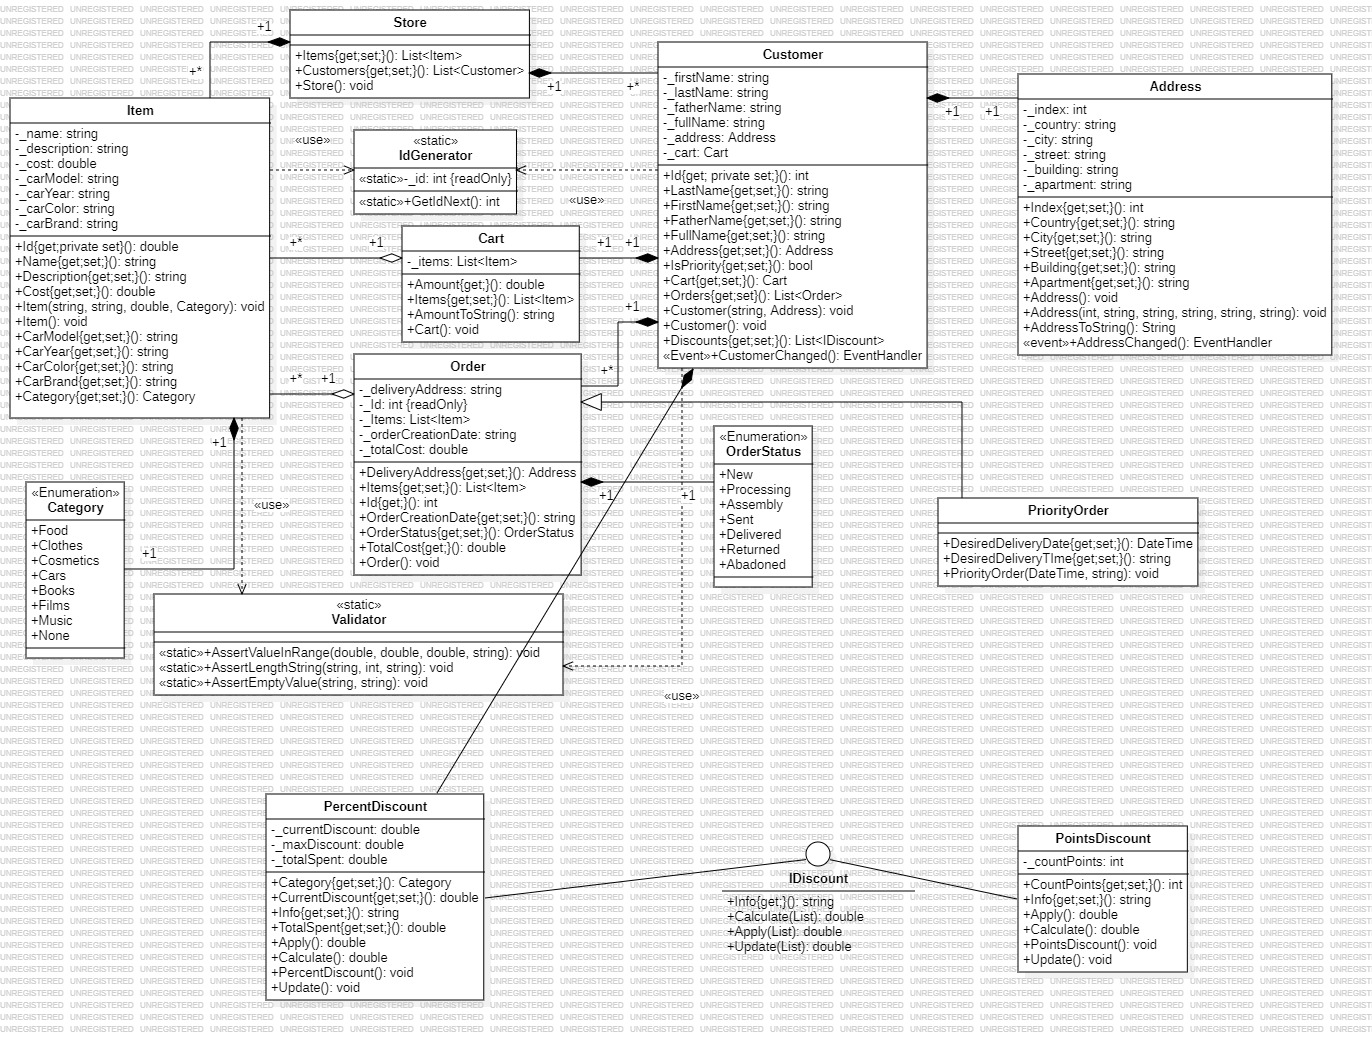 Store
+Items{get;set;}(): List<Item>
+Customers{get;set;}(): List<Customer>
+Store(): void
+1
+*
+1
+*
Customer
-_firstName: string
-_lastName: string
-_fatherName: string
-_fullName: string
-_address: Address
-_cart: Cart
+Id{get; private set;}(): int
+LastName{get;set;}(): string
+FirstName{get;set;}(): string
+FatherName{get;set;}(): string
+FullName{get;set;}(): string
+Address{get;set;}(): Address
+IsPriority{get;set;}(): bool
+Cart{get;set;}(): Cart
+Orders{get;set}(): List<Order>
+Customer(string, Address): void
+Customer(): void
+Discounts{get;set;}(): List<IDiscount>
«Event»+CustomerChanged(): EventHandler
+1
+1
Address
-_index: int
-_country: string
-_city: string
-_street: string
-_building: string
-_apartment: string
+Index{get;set;}(): int
+Country{get;set;}(): string
+City{get;set;}(): string
+Street{get;set;}(): string
+Building{get;set;}(): string
+Apartment{get;set;}(): string
+Address(): void
+Address(int, string, string, string, string, string): void
+AddressToString(): String
«event»+AddressChanged(): EventHandler
Item
-_name: string
-_description: string
-_cost: double
-_carModel: string
-_carYear: string
-_carColor: string
-_carBrand: string
+Id{get;private set}(): double
+Name{get;set;}(): string
+Description{get;set;}(): string
+Cost{get;set;}(): double
+Item(string, string, double, Category): void
+Item(): void
+CarModel{get;set;}(): string
+CarYear{get;set;}(): string
+CarColor{get;set;}(): string
+CarBrand{get;set;}(): string
+Category{get;set;}(): Category
«use»
«static»
IdGenerator
«static»-_id: int {readOnly}
«static»+GetIdNext(): int
«use»
+*
+1
Cart
-_items: List<Item>
+Amount{get;}(): double
+Items{get;set;}(): List<Item>
+AmountToString(): string
+Cart(): void
+1
+1
+1
+*
+*
+1
Order
-_deliveryAddress: string
-_Id: int {readOnly}
-_Items: List<Item>
-_orderCreationDate: string
-_totalCost: double
+DeliveryAddress{get;set;}(): Address
+Items{get;set;}(): List<Item>
+Id{get;}(): int
+OrderCreationDate{get;set;}(): string
+OrderStatus{get;set;}(): OrderStatus
+TotalCost{get;}(): double
+Order(): void
+1
+1
«Enumeration»
OrderStatus
+New
+Processing
+Assembly
+Sent
+Delivered
+Returned
+Abadoned
PriorityOrder
+DesiredDeliveryDate{get;set;}(): DateTime
+DesiredDeliveryTIme{get;set;}(): string
+PriorityOrder(DateTime, string): void
+1
«use»
+1
«Enumeration»
Category
+Food
+Clothes
+Cosmetics
+Cars
+Books
+Films
+Music
+None
«static»
Validator
«static»+AssertValueInRange(double, double, double, string): void
«static»+AssertLengthString(string, int, string): void
«static»+AssertEmptyValue(string, string): void
«use»
PercentDiscount
-_currentDiscount: double
-_maxDiscount: double
-_totalSpent: double
+Category{get;set;}(): Category
+CurrentDiscount{get;set;}(): double
+Info{get;set;}(): string
+TotalSpent{get;set;}(): double
+Apply(): double
+Calculate(): double
+PercentDiscount(): void
+Update(): void
IDiscount
+Info{get;}(): string
+Calculate(List): double
+Apply(List): double
+Update(List): double
PointsDiscount
-_countPoints: int
+CountPoints{get;set;}(): int
+Info{get;set;}(): string
+Apply(): double
+Calculate(): double
+PointsDiscount(): void
+Update(): void
UNREGISTERED